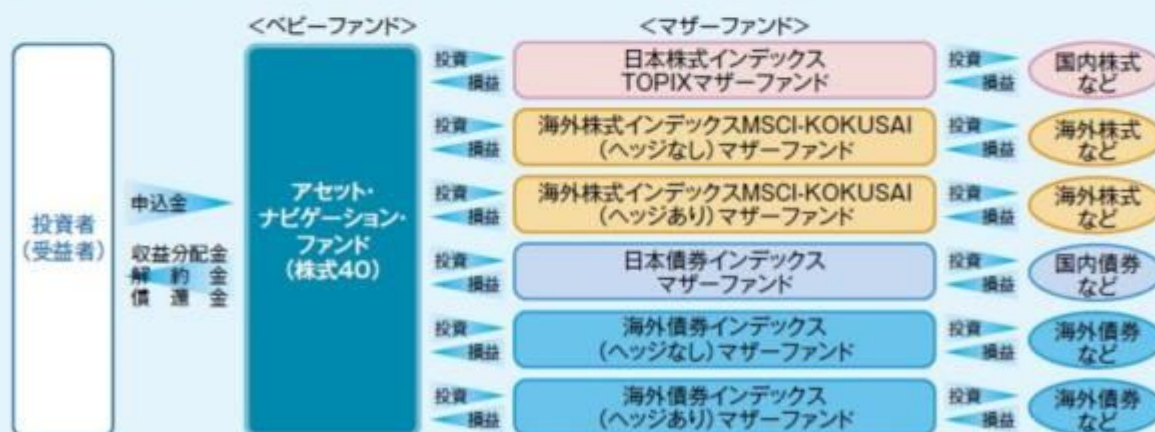 <ベビーファンド>
<マザーファンド>
投資者
(受益者)
申込金
収益分配金
解約金
償還金
アセット・
ナビゲーション・
ファンド
(株式40)
投資
損益
日本株式インデックス
TOPIXマザーファンド
投資
損益
国内株式
など
投資
損益
海外株式インデックスMSCI-KOKUSAI
(ヘッジなし)マザーファンド
投資
損益
海外株式
など
投資
損益
海外株式インデックスMSCI-KOKUSAI
(ヘッジあり)マザーファンド
投資
損益
海外株式
など
投資
損益
日本債券インデックス
マザーファンド
投資
損益
国内債券
など
投資
損益
海外債券インデックス
(ヘッジなし)マザーファンド
投資
損益
海外債券
など
投資
損益
海外債券インデックス
(ヘッジあり)マザーファンド
投資
損益
海外債券
など